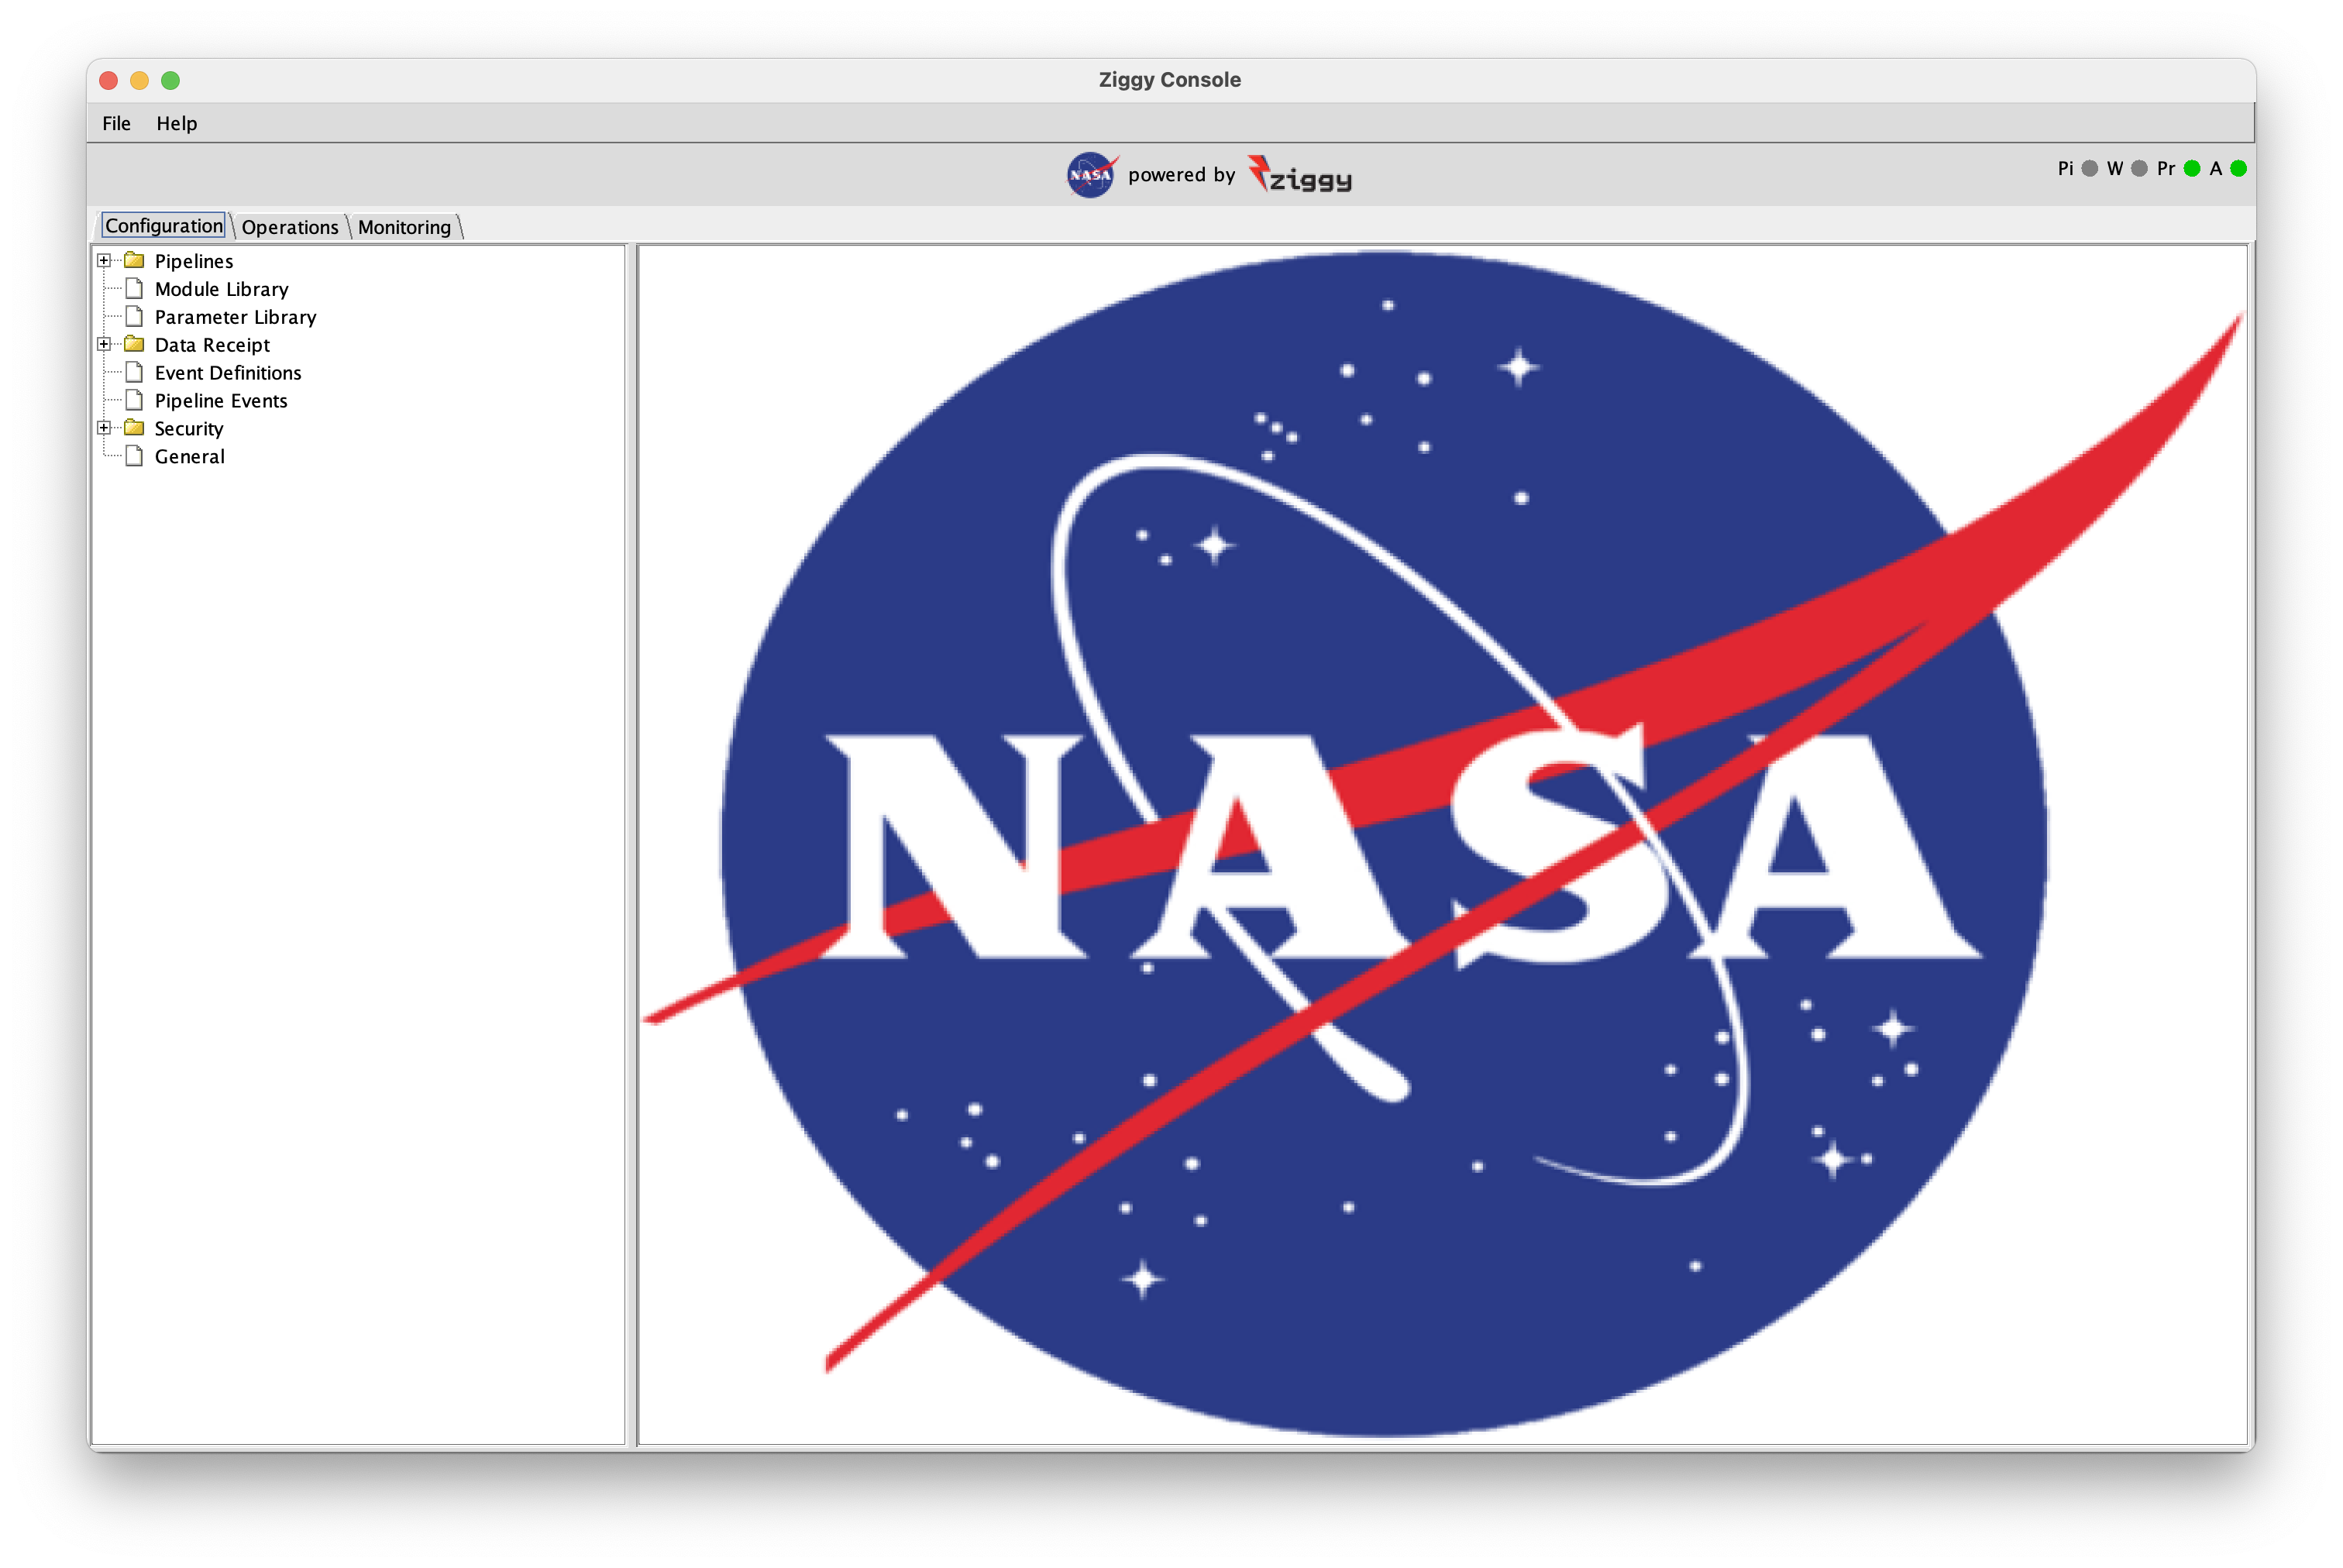 Ziggy Console
File Help
NASA powered by ziggy
Pi W Pr A
Configuration Operations Monitoring
Pipelines
Module Library
Parameter Library
Data Receipt
Event Definitions
Pipeline Events
Security
General
NASA